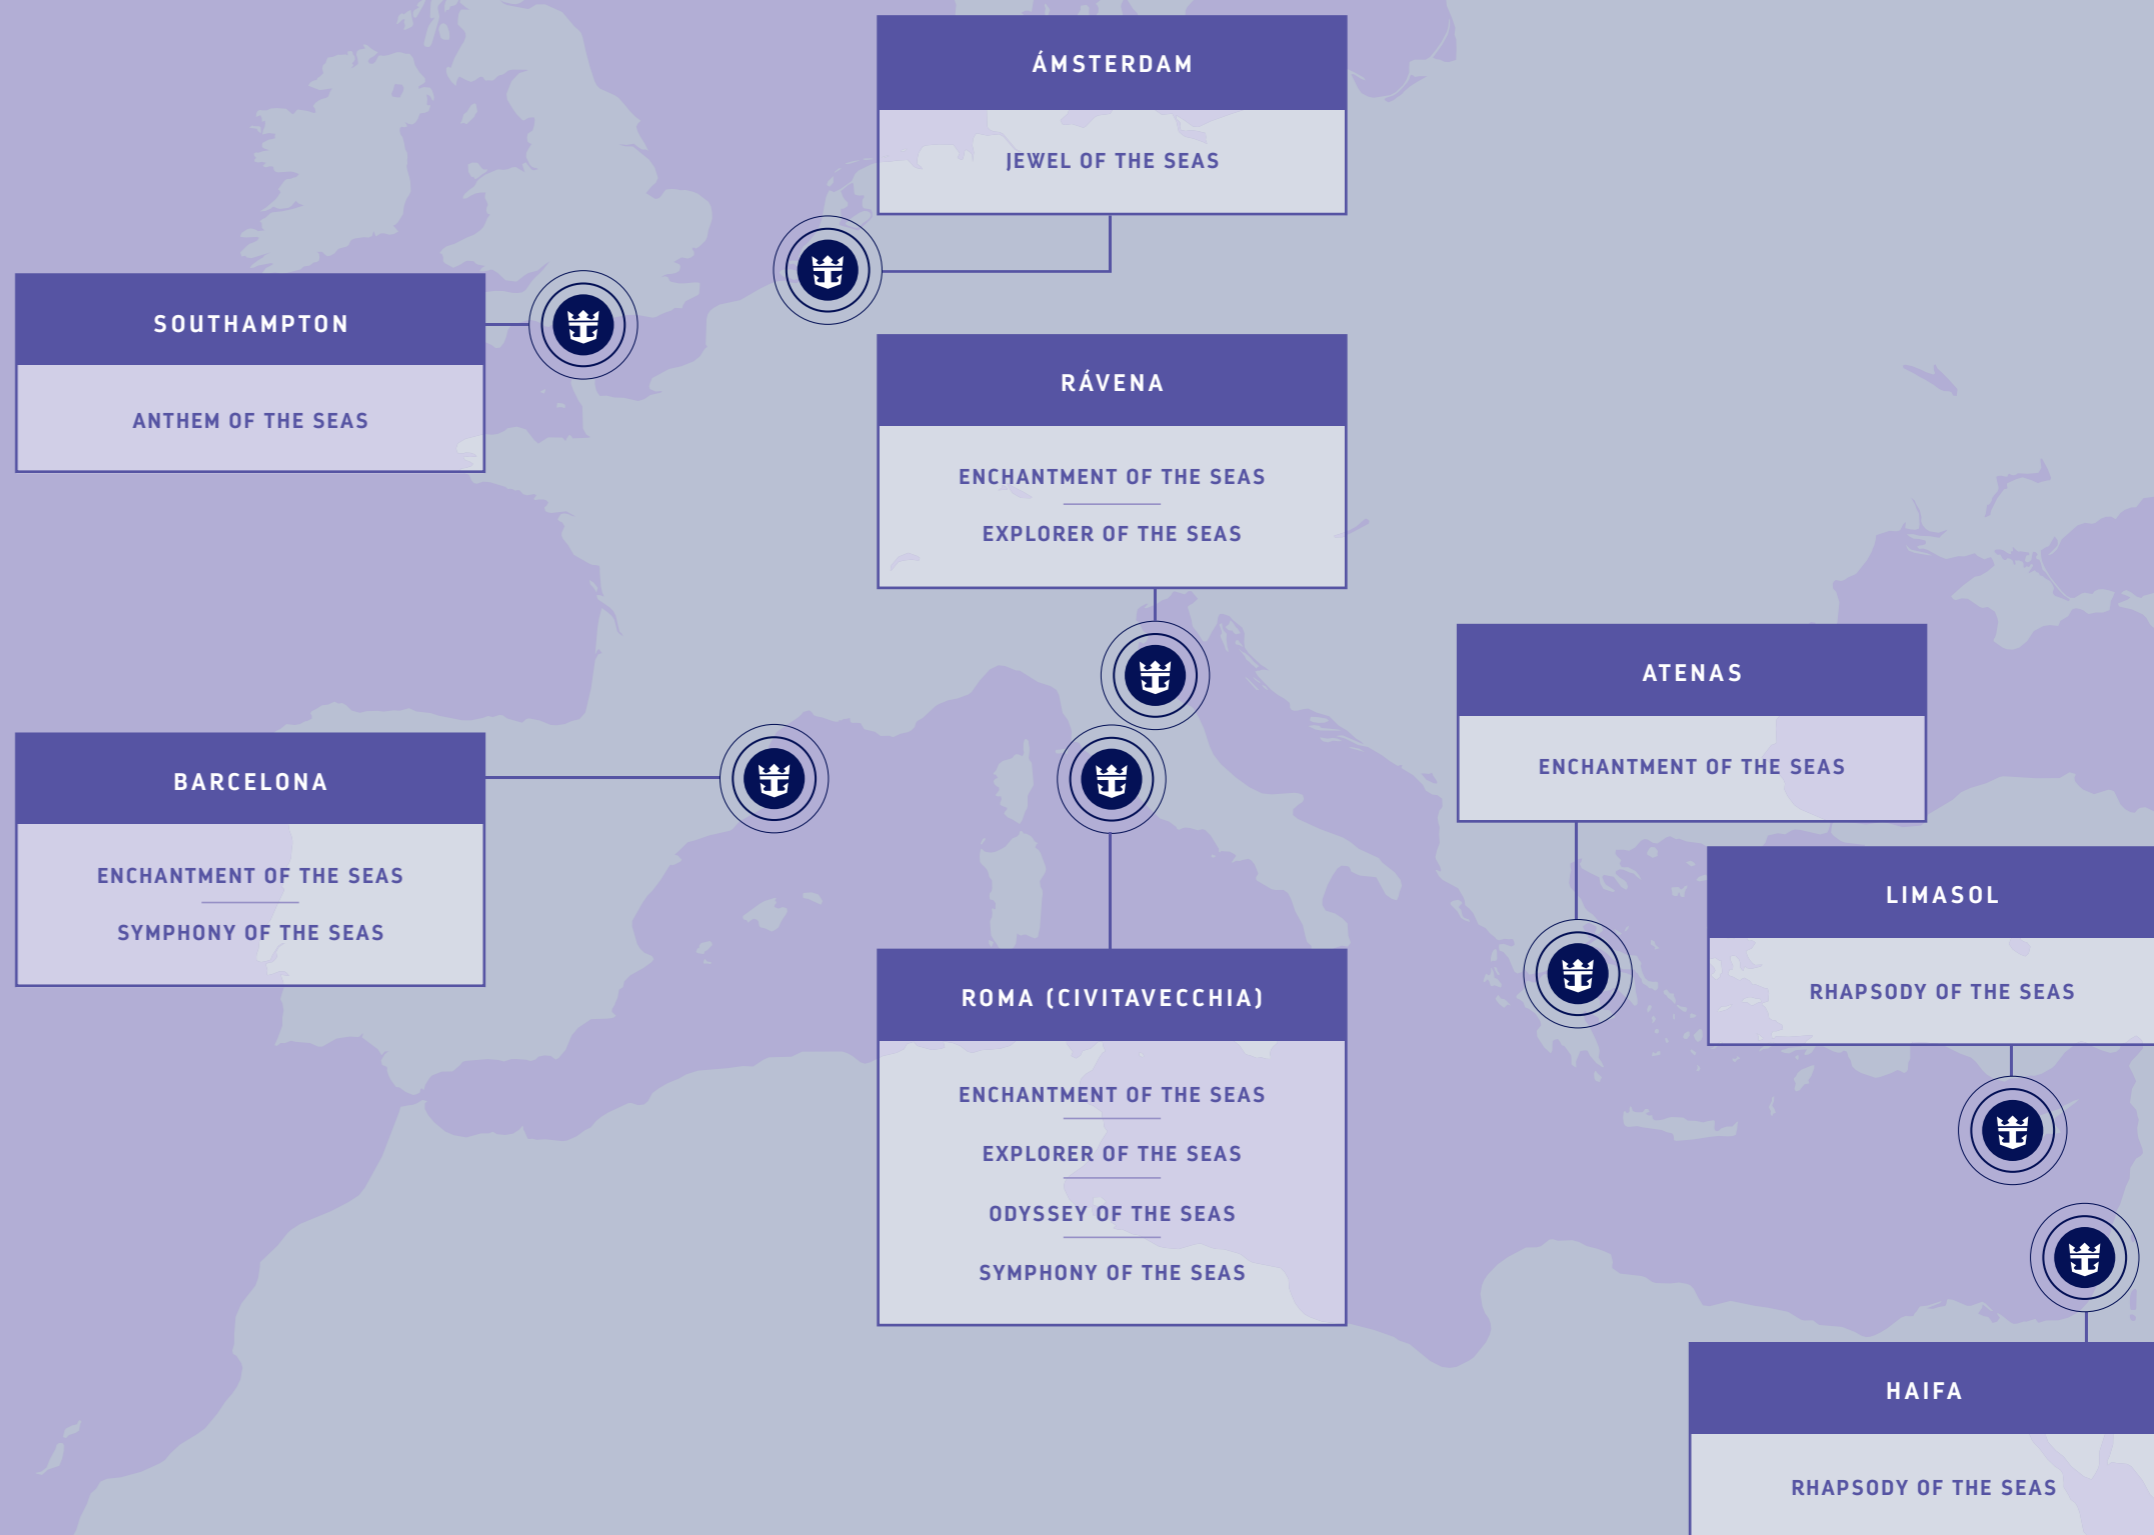 ÁMSTERDAM
JEWEL OF THE SEAS
SOUTHAMPTON
ANTHEM OF THE SEAS
RÁVENA
ENCHANTMENT OF THE SEAS
EXPLORER OF THE SEAS
ATENAS
ENCHANTMENT OF THE SEAS
BARCELONA
ENCHANTMENT OF THE SEAS
SYMPHONY OF THE SEAS
LIMASOL
RHAPSODY OF THE SEAS
ROMA (CIVITAVECCHIA)
ENCHANTMENT OF THE SEAS
EXPLORER OF THE SEAS
ODYSSEY OF THE SEAS
SYMPHONY OF THE SEAS
HAIFA
RHAPSODY OF THE SEAS